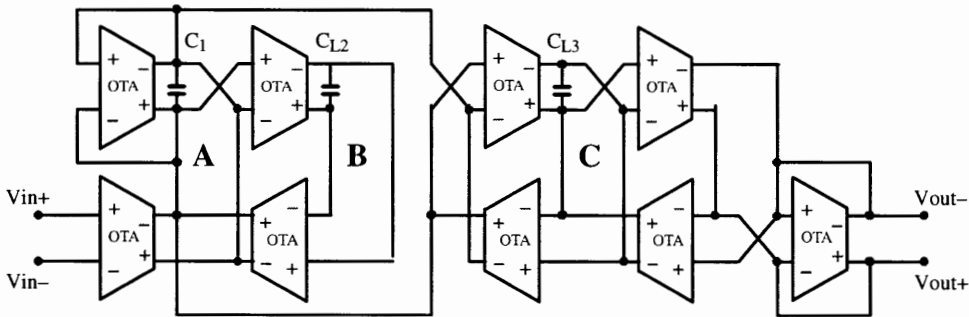 C1
CL2
CL3
+ − OTA − +
+ − OTA − +
+ − OTA − +
+ − OTA − +
A
B
C
Vin+
Vin−
+ − OTA − +
− + OTA
− + OTA
− + OTA
+ − OTA − +
Vout−
Vout+